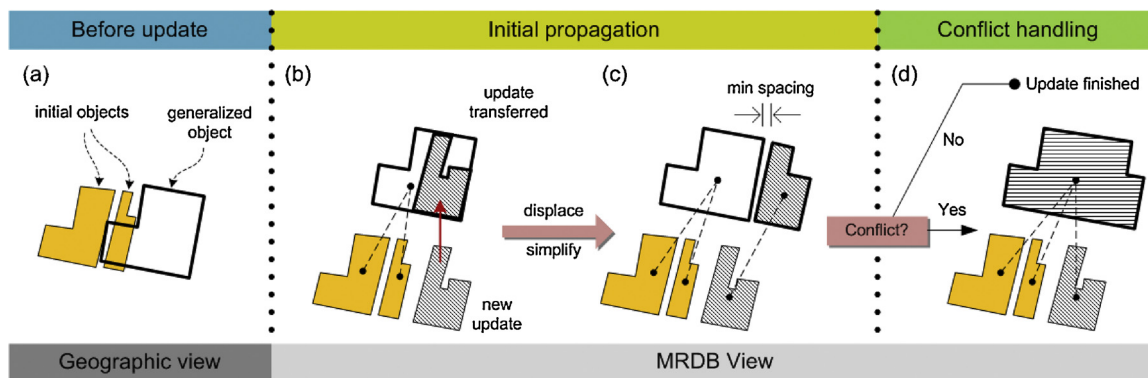 Before update
Initial propagation
Conflict handling
(a)
initial objects
generalized
object
(b)
update
transferred
new
update
displace
simplify
(c)
min spacing
(d)
Update finished
No
Conflict?
Yes
Geographic view
MRDB View